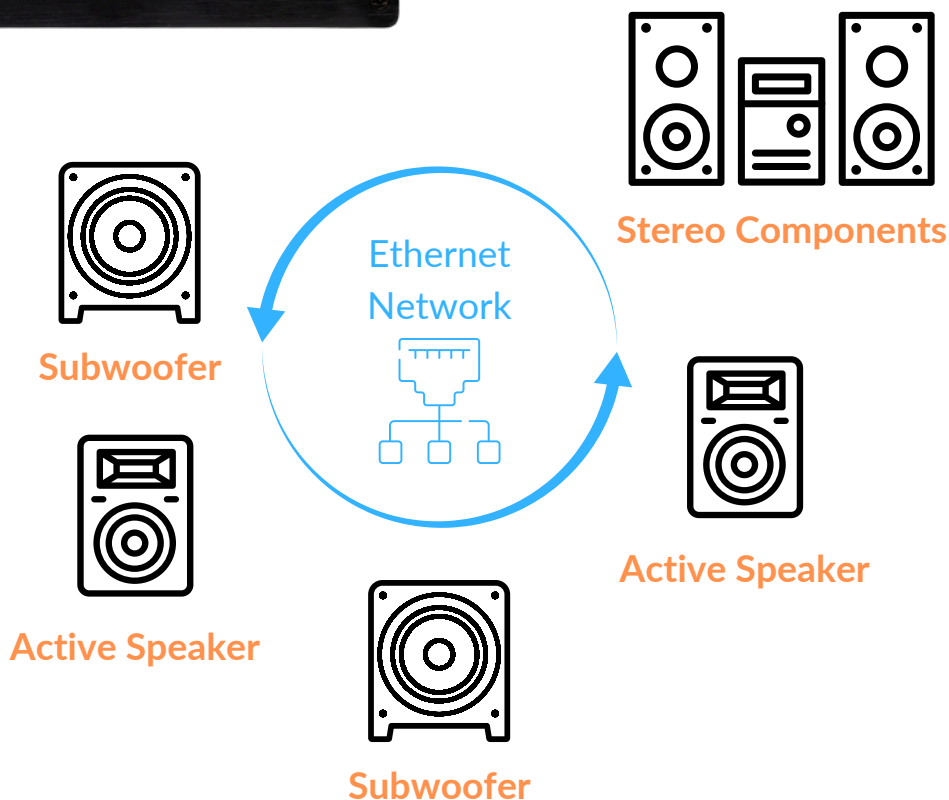 Stereo Components
Ethernet
Network
Subwoofer
Active Speaker
Active Speaker
Subwoofer